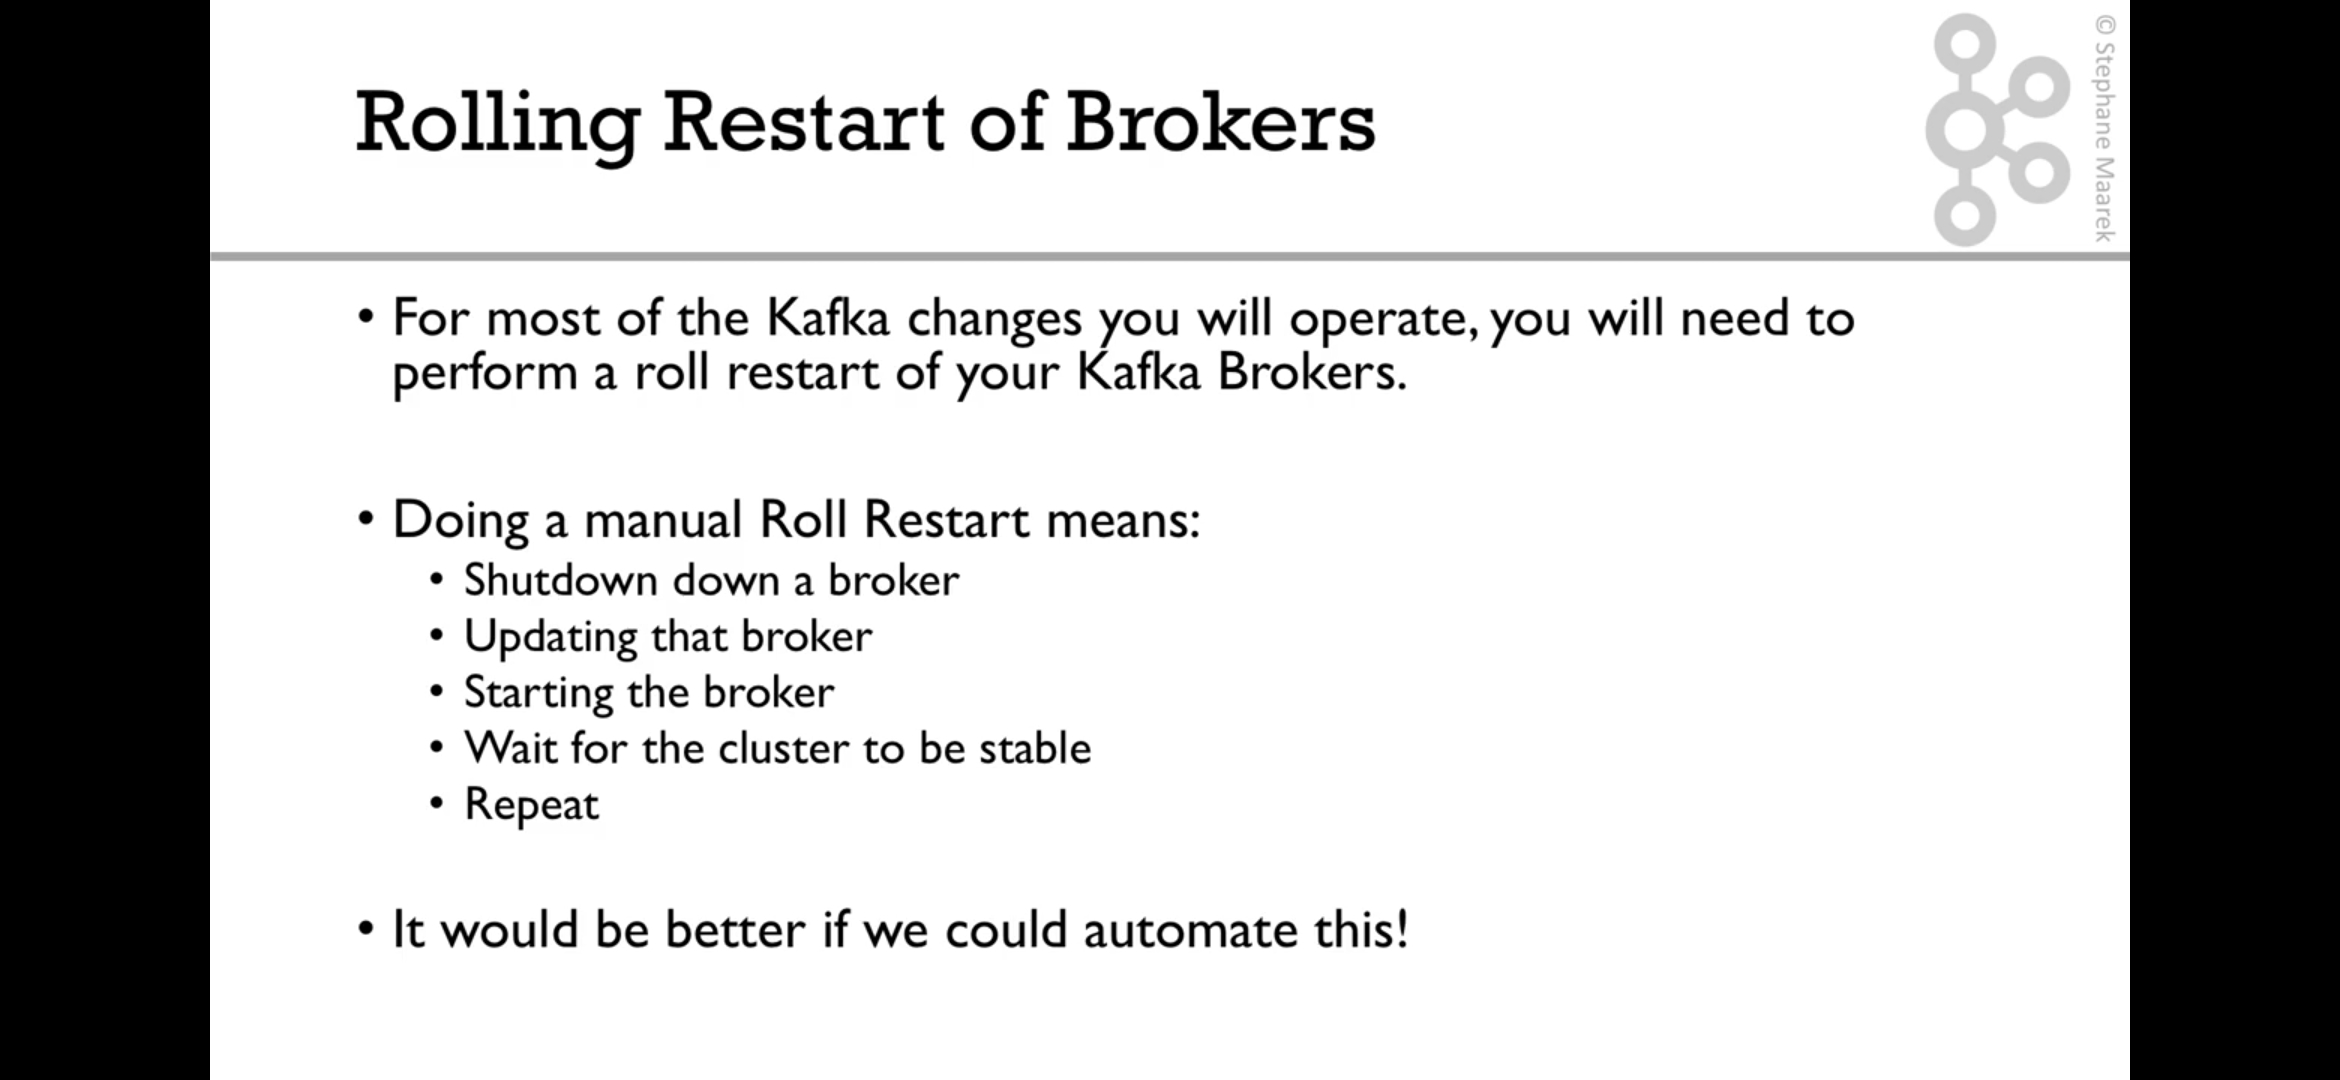 Rolling Restart of Brokers
© Stephane Maarek
• For most of the Kafka changes you will operate, you will need to
perform a roll restart of your Kafka Brokers.
• Doing a manual Roll Restart means:
• Shutdown down a broker
• Updating that broker
• Starting the broker
• Wait for the cluster to be stable
• Repeat
• It would be better if we could automate this!